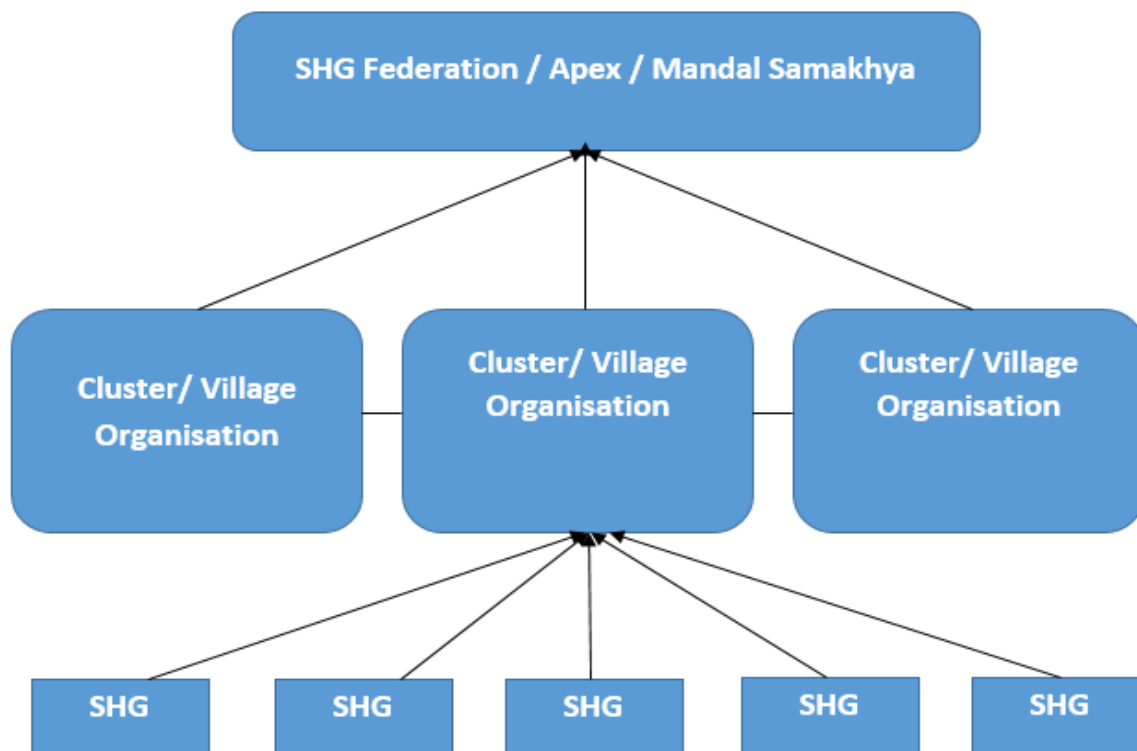 SHG Federation / Apex / Mandal Samakhya
Cluster/ Village
Organisation
Cluster/ Village
Organisation
Cluster/ Village
Organisation
SHG
SHG
SHG
SHG
SHG